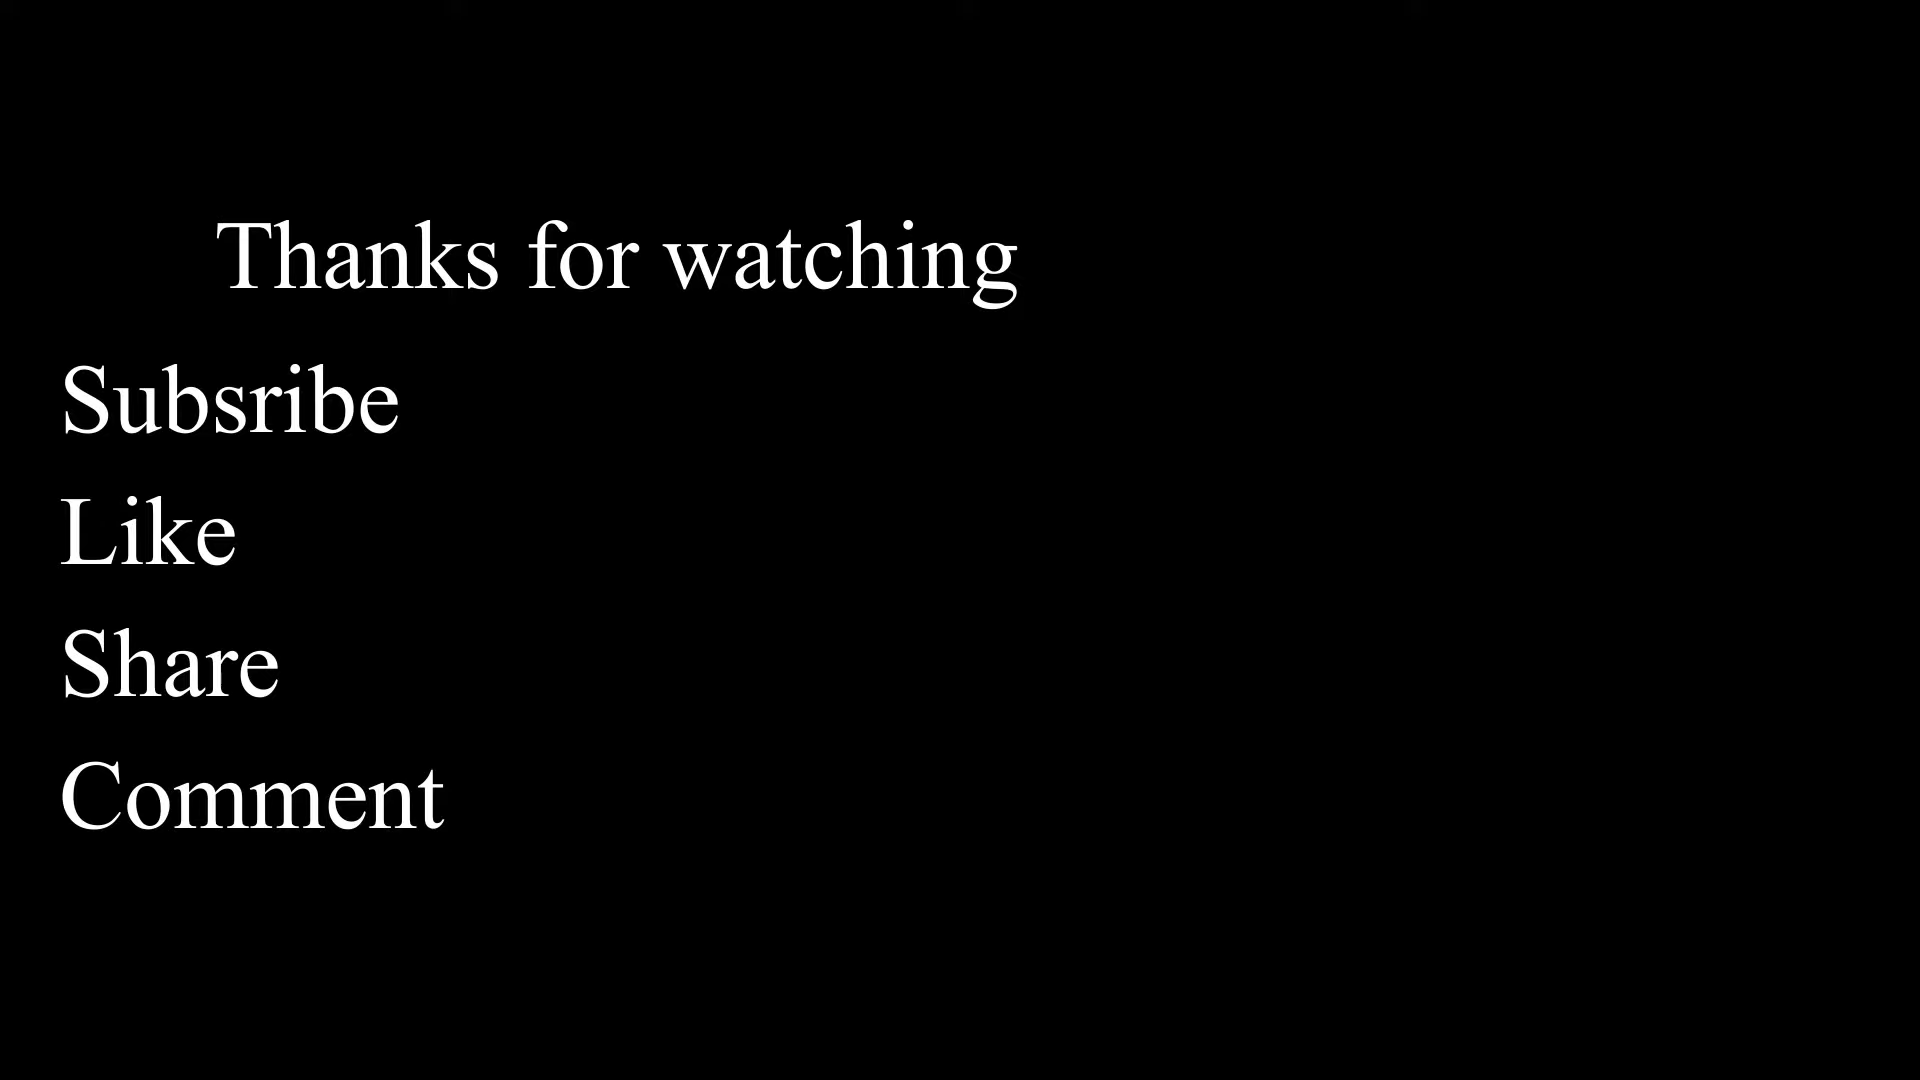 Thanks for watching
Subsribe
Like
Share
Comment